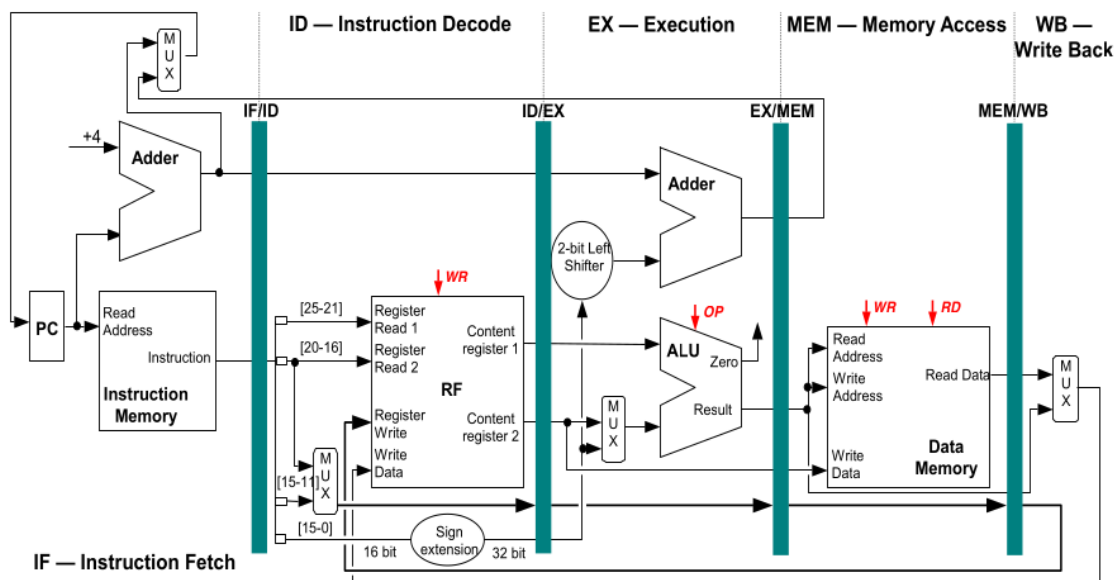 ID — Instruction Decode
EX — Execution
MEM — Memory Access
WB —
Write Back
M
U
X
IF/ID
ID/EX
EX/MEM
MEM/WB
+4
Adder
Adder
2-bit Left
Shifter
PC
Read
Address
Instruction
Instruction
Memory
[25-21]
[20-16]
[15-11]
[15-0]
WR
Register
Read 1
Register
Read 2
Content
register 1
RF
Register
Write
Content
register 2
Write
Data
M
U
X
16 bit
Sign
extension
32 bit
M
U
X
OP
ALU
Zero
Result
WR
RD
Read
Address
Write
Address
Read Data
Write
Data
Data
Memory
M
U
X
IF — Instruction Fetch